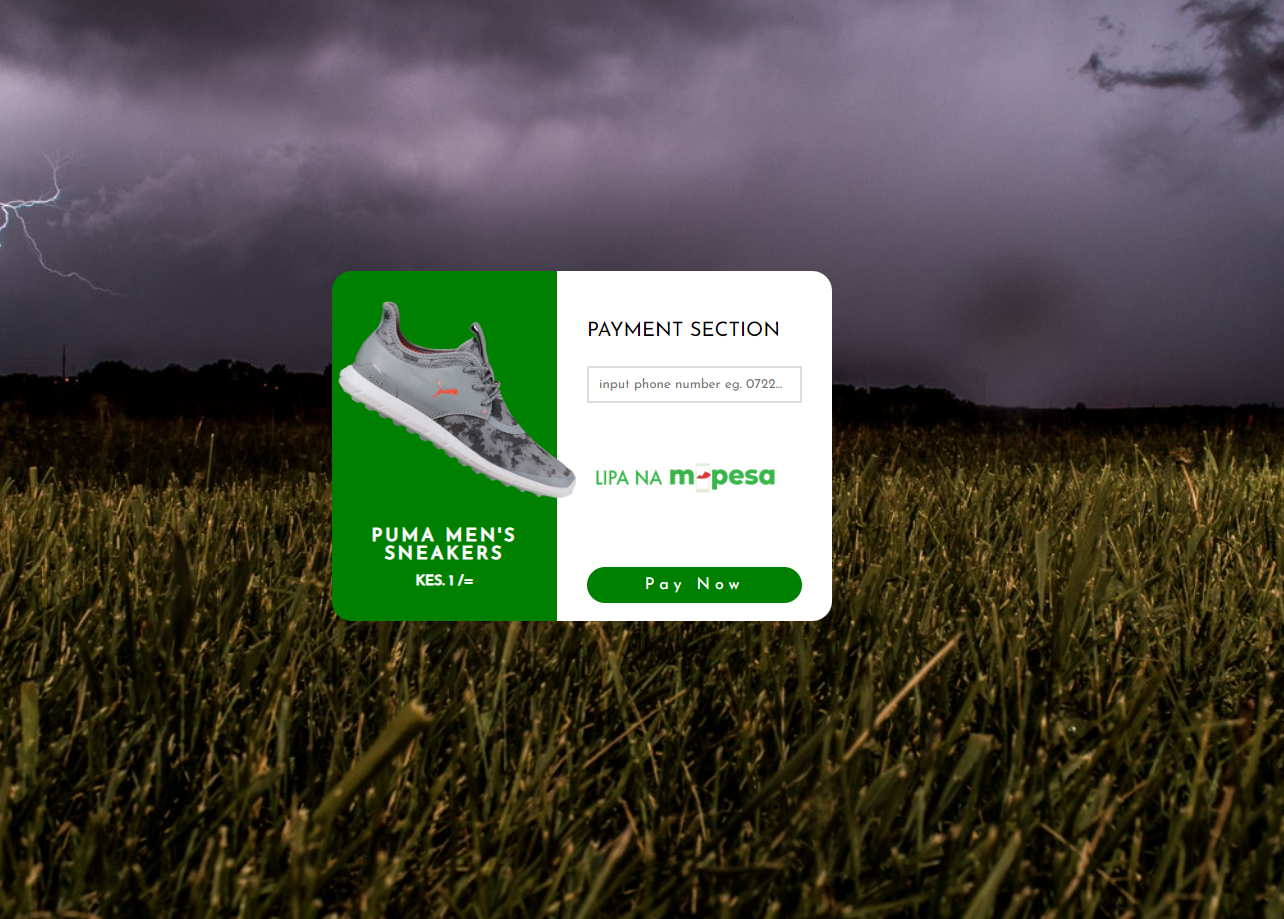 PAYMENT SECTION
input phone number eg. 0722...
LIPA NA m-pesa
PUMA MEN'S
SNEAKERS
KES. 1 /=
Pay Now